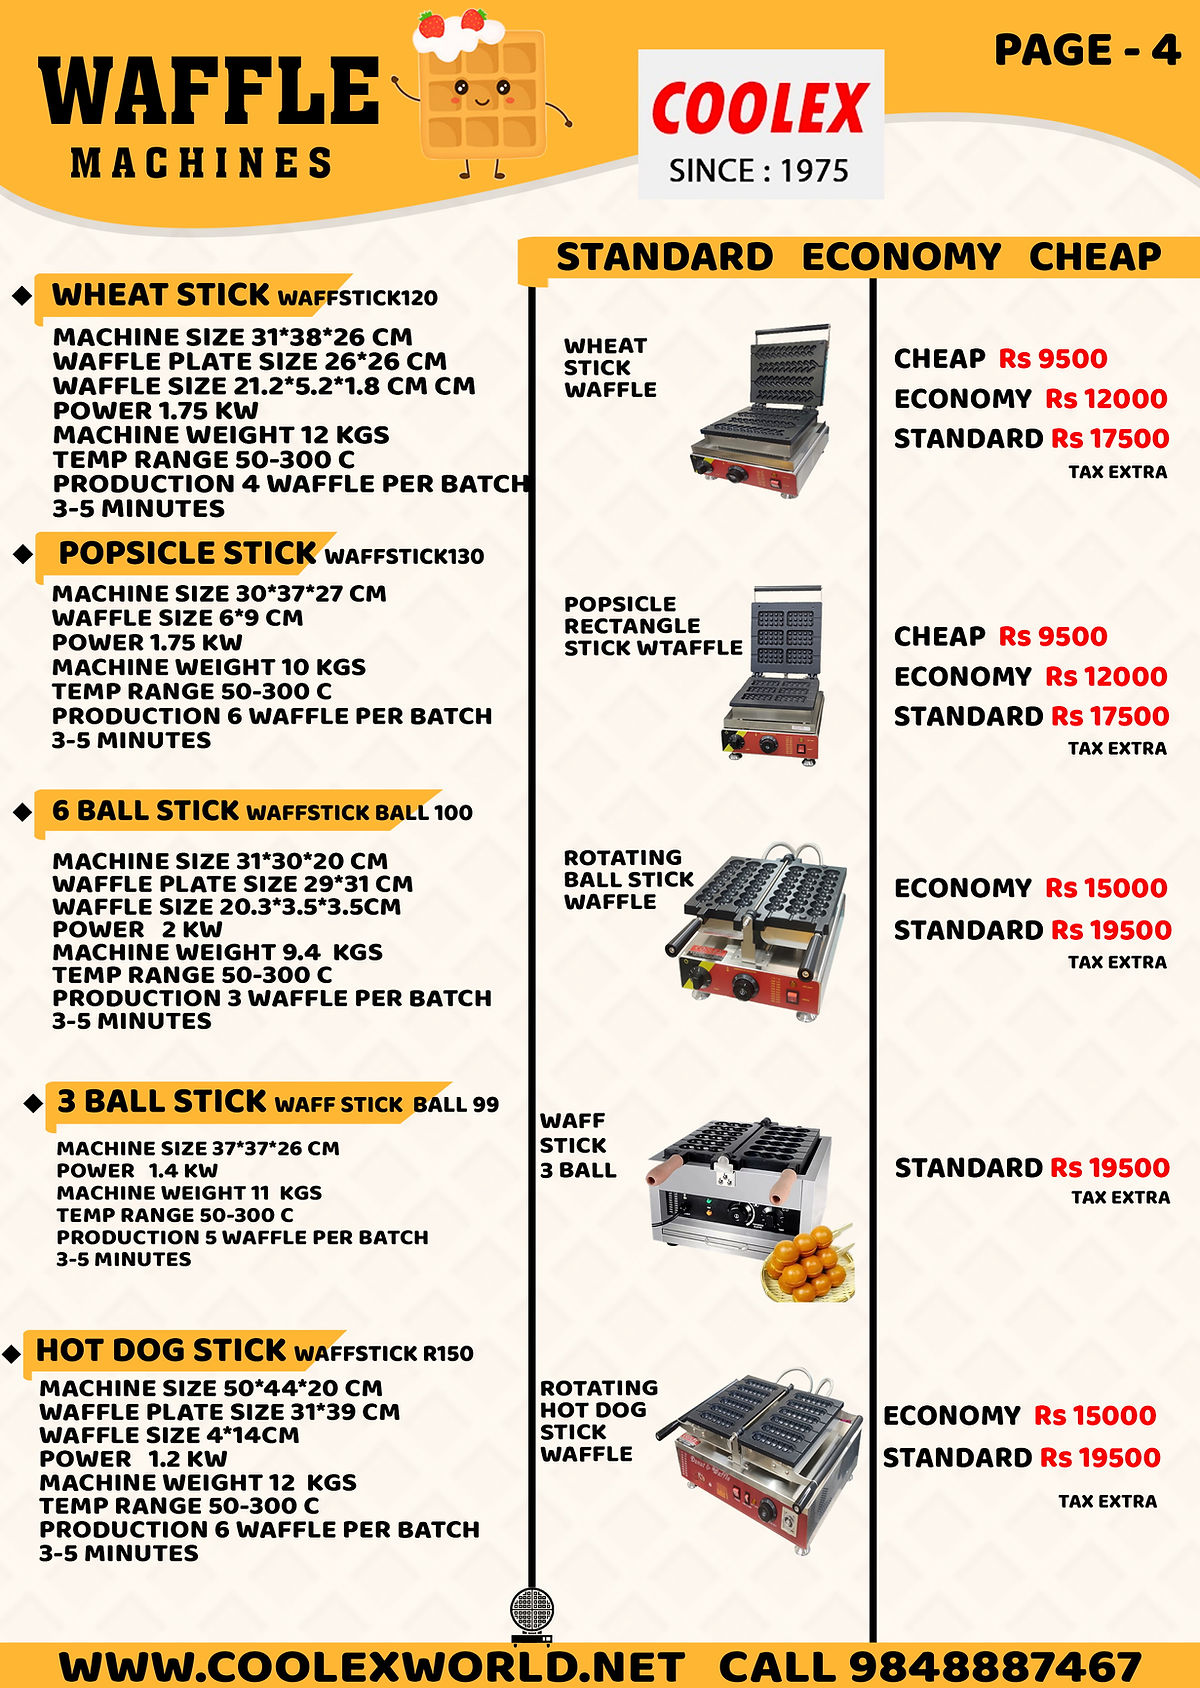 WAFFLE
MACHINES
COOLEX
SINCE : 1975
PAGE - 4
STANDARD ECONOMY CHEAP
WHEAT STICK WAFFSTICK120
MACHINE SIZE 31*38*26 CM
WAFFLE PLATE SIZE 26*26 CM
WAFFLE SIZE 21.2*5.2*1.8 CM CM
POWER 1.75 KW
MACHINE WEIGHT 12 KGS
TEMP RANGE 50-300 C
PRODUCTION 4 WAFFLE PER BATCH
3-5 MINUTES
WHEAT
STICK
WAFFLE
CHEAP Rs 9500
ECONOMY Rs 12000
STANDARD Rs 17500
TAX EXTRA
POPSICLE STICK WAFFSTICK130
MACHINE SIZE 30*37*27 CM
WAFFLE SIZE 6*9 CM
POWER 1.75 KW
MACHINE WEIGHT 10 KGS
TEMP RANGE 50-300 C
PRODUCTION 6 WAFFLE PER BATCH
3-5 MINUTES
POPSICLE
RECTANGLE
STICK WTAFFLE
CHEAP Rs 9500
ECONOMY Rs 12000
STANDARD Rs 17500
TAX EXTRA
6 BALL STICK WAFFSTICK BALL 100
MACHINE SIZE 31*30*20 CM
WAFFLE PLATE SIZE 29*31 CM
WAFFLE SIZE 20.3*3.5*3.5CM
POWER 2 KW
MACHINE WEIGHT 9.4 KGS
TEMP RANGE 50-300 C
PRODUCTION 3 WAFFLE PER BATCH
3-5 MINUTES
ROTATING
BALL STICK
WAFFLE
ECONOMY Rs 15000
STANDARD Rs 19500
TAX EXTRA
3 BALL STICK WAFF STICK BALL 99
MACHINE SIZE 37*37*26 CM
POWER 1.4 KW
MACHINE WEIGHT 11 KGS
TEMP RANGE 50-300 C
PRODUCTION 5 WAFFLE PER BATCH
3-5 MINUTES
WAFF
STICK
3 BALL
STANDARD Rs 19500
TAX EXTRA
HOT DOG STICK WAFFSTICK R150
MACHINE SIZE 50*44*20 CM
WAFFLE PLATE SIZE 31*39 CM
WAFFLE SIZE 4*14CM
POWER 1.2 KW
MACHINE WEIGHT 12 KGS
TEMP RANGE 50-300 C
PRODUCTION 6 WAFFLE PER BATCH
3-5 MINUTES
ROTATING
HOT DOG
STICK
WAFFLE
Donut & Waffle
ECONOMY Rs 15000
STANDARD Rs 19500
TAX EXTRA
WWW.COOLEXWORLD.NET CALL 9848887467